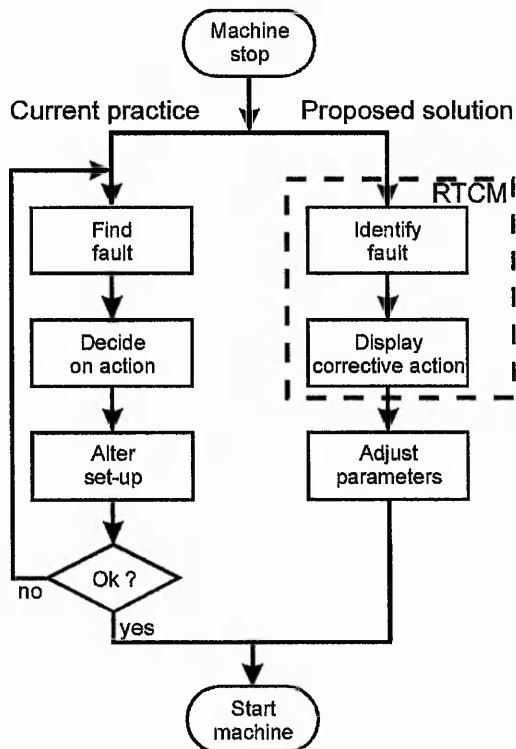 Machine
stop
Current practice
Proposed solution
RTCM
Find
fault
Identify
fault
Decide
on action
Display
corrective action
Alter
set-up
Adjust
parameters
Ok ?
no
yes
Start
machine